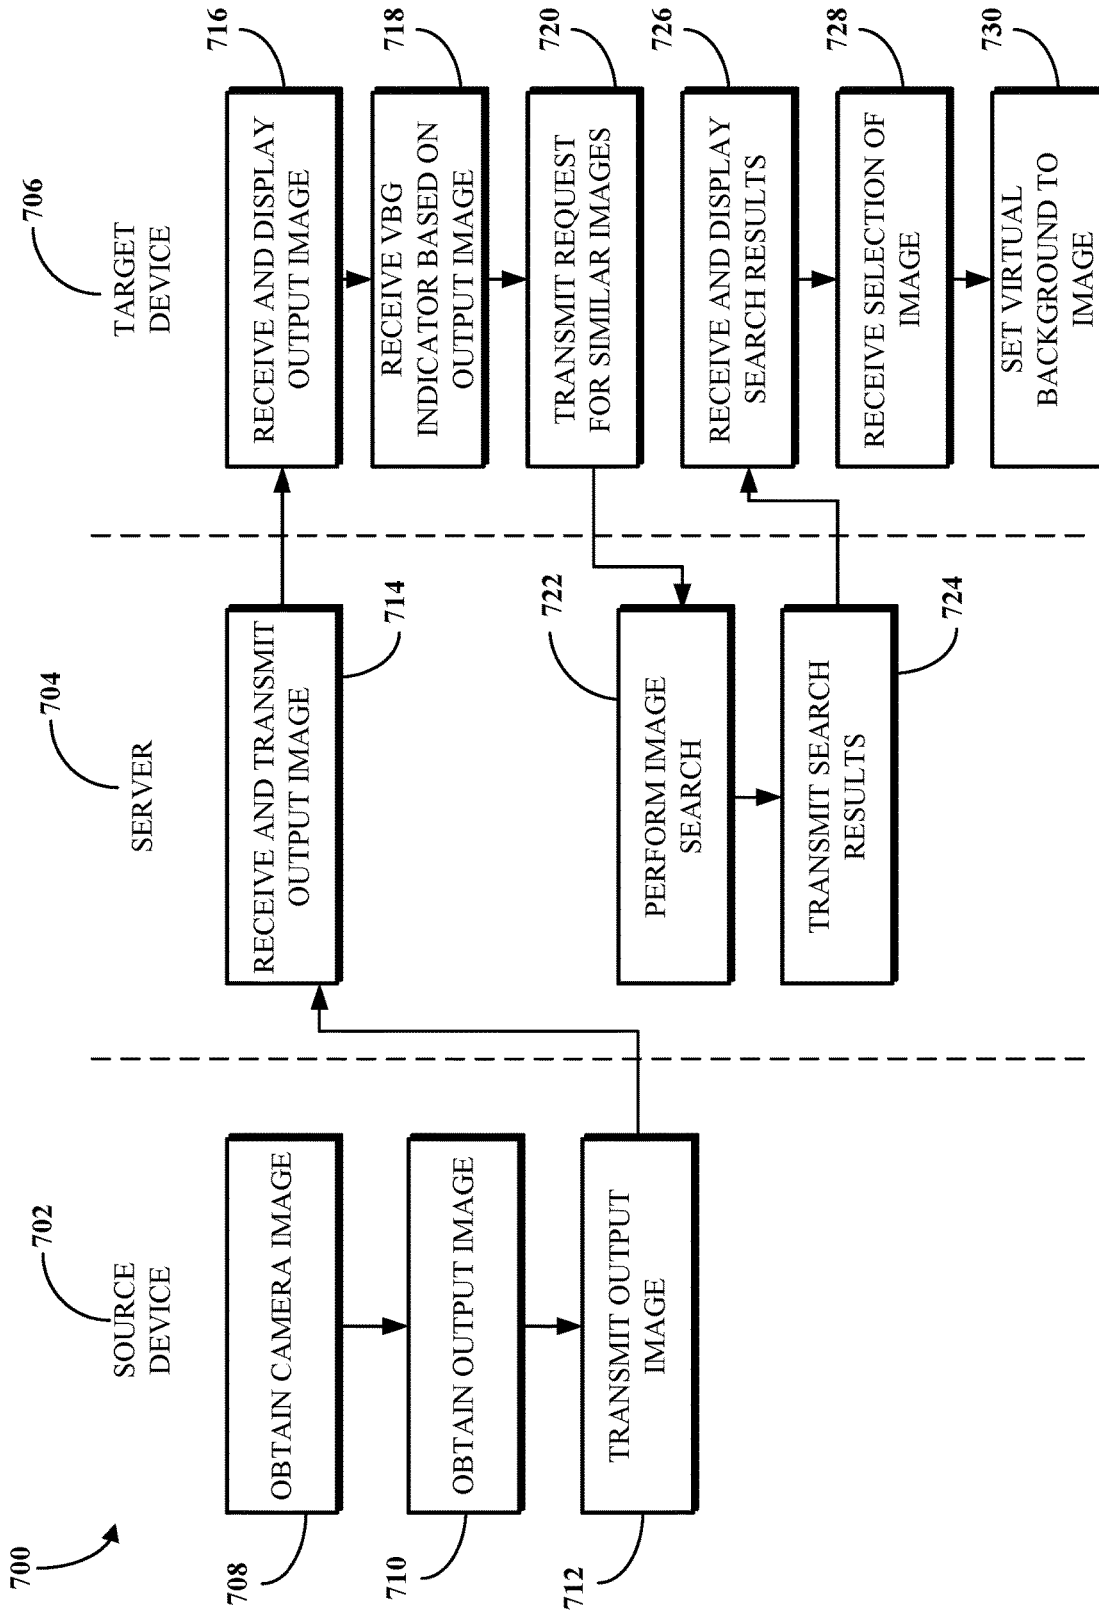 700
702
SOURCE
DEVICE
704
SERVER
706
TARGET
DEVICE
708
OBTAIN CAMERA IMAGE
710
OBTAIN OUTPUT IMAGE
712
TRANSMIT OUTPUT
IMAGE
RECEIVE AND TRANSMIT
OUTPUT IMAGE
714
716
RECEIVE AND DISPLAY
OUTPUT IMAGE
718
RECEIVE VBG
INDICATOR BASED ON
OUTPUT IMAGE
720
TRANSMIT REQUEST
FOR SIMILAR IMAGES
722
PERFORM IMAGE
SEARCH
TRANSMIT SEARCH
RESULTS
724
726
RECEIVE AND DISPLAY
SEARCH RESULTS
728
RECEIVE SELECTION OF
IMAGE
730
SET VIRTUAL
BACKGROUND TO
IMAGE